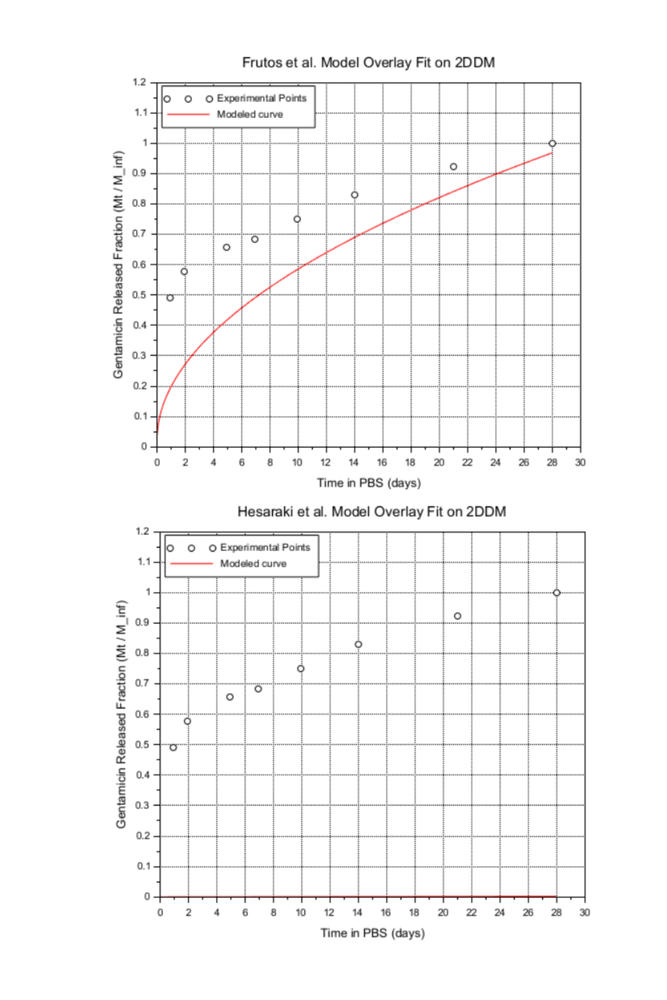 Frutos et al. Model Overlay Fit on 2DDM
1.2
1.1
1
0.9
0.8
0.7
0.6
0.5
0.4
0.3
0.2
0.1
0
Gentamicin Released Fraction (Mt / M_inf)
Experimental Points
Modeled curve
0 2 4 6 8 10 12 14 16 18 20 22 24 26 28 30
Time in PBS (days)
Hesaraki et al. Model Overlay Fit on 2DDM
1.2
1.1
1
0.9
0.8
0.7
0.6
0.5
0.4
0.3
0.2
0.1
0
Gentamicin Released Fraction (Mt / M_inf)
Experimental Points
Modeled curve
0 2 4 6 8 10 12 14 16 18 20 22 24 26 28 30
Time in PBS (days)